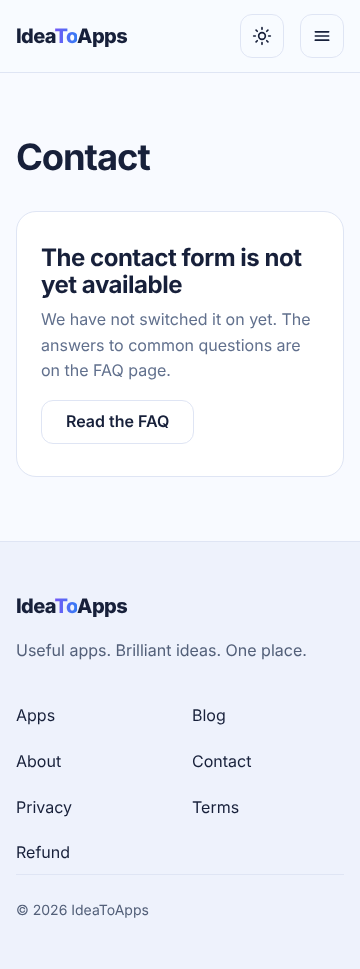 IdeaToApps
Contact
The contact form is not
yet available
We have not switched it on yet. The
answers to common questions are
on the FAQ page.
Read the FAQ
IdeaToApps
Useful apps. Brilliant ideas. One place.
Apps
Blog
About
Contact
Privacy
Terms
Refund
© 2026 IdeaToApps